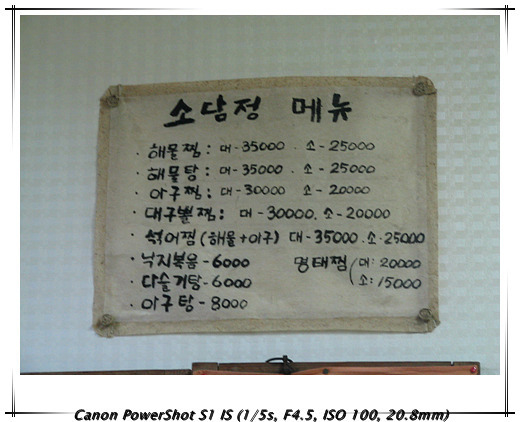 소담정 메뉴
· 해물찜 : 대 - 35000 · 소 - 25000
· 해물탕 : 대 - 35000 · 소 - 25000
· 아구찜 : 대 - 30000 소 - 20000
· 대구뽈찜 : 대 - 30000. 소 - 20000
· 섞어찜 (해물+아구) 대 - 35000 . 소 · 25000
· 낙지볶음 - 6000 명태찜 ( 대 : 20000
· 다슬기탕 - 6000 소 : 15000
· 아구탕 - 8000
Canon PowerShot S1 IS (1/5s, F4.5, ISO 100, 20.8mm)